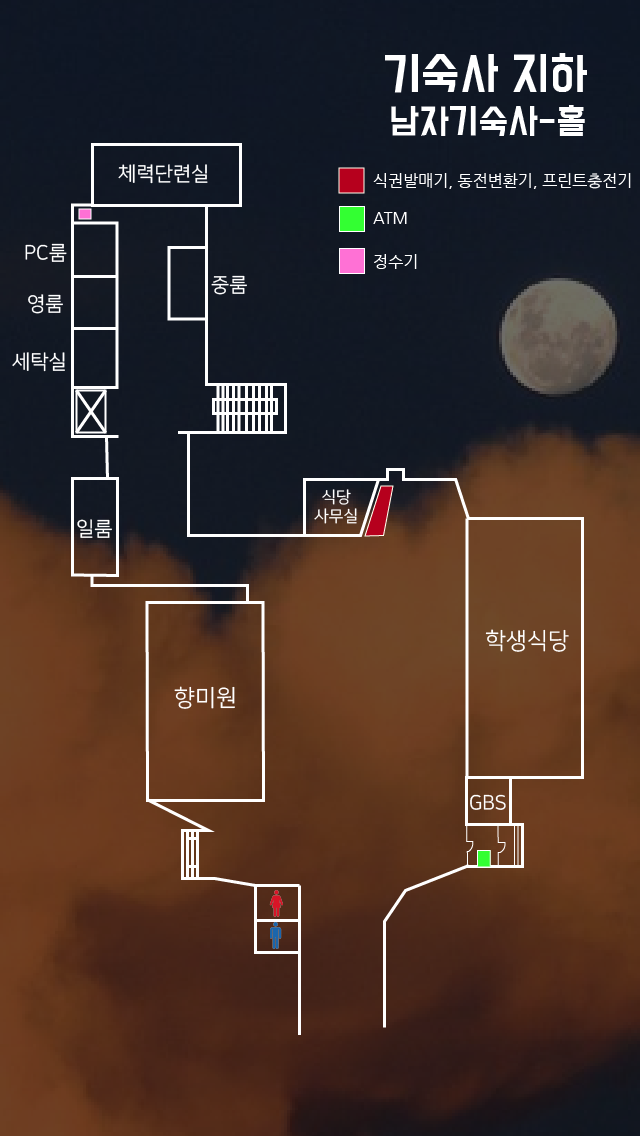 기숙사 지하
남자기숙사-홀
식권발매기, 동전변환기, 프린트충전기
ATM
정수기
체력단련실
PC룸
영룸
세탁실
중룸
식당
사무실
일룸
학생식당
향미원
GBS